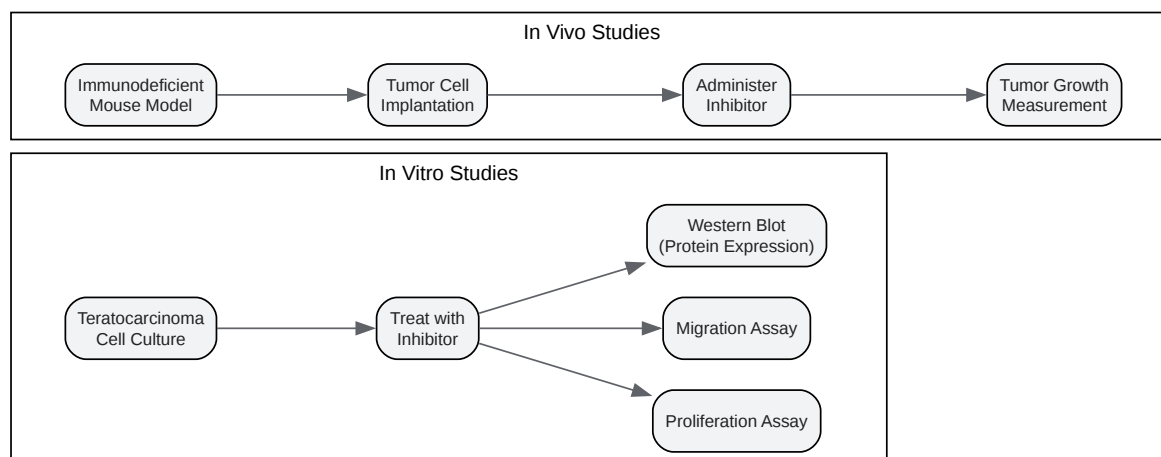 In Vivo Studies
Immunodeficient
Mouse Model
Tumor Cell
Implantation
Administer
Inhibitor
Tumor Growth
Measurement
In Vitro Studies
Western Blot
(Protein Expression)
Teratocarcinoma
Cell Culture
Treat with
Inhibitor
Migration Assay
Proliferation Assay